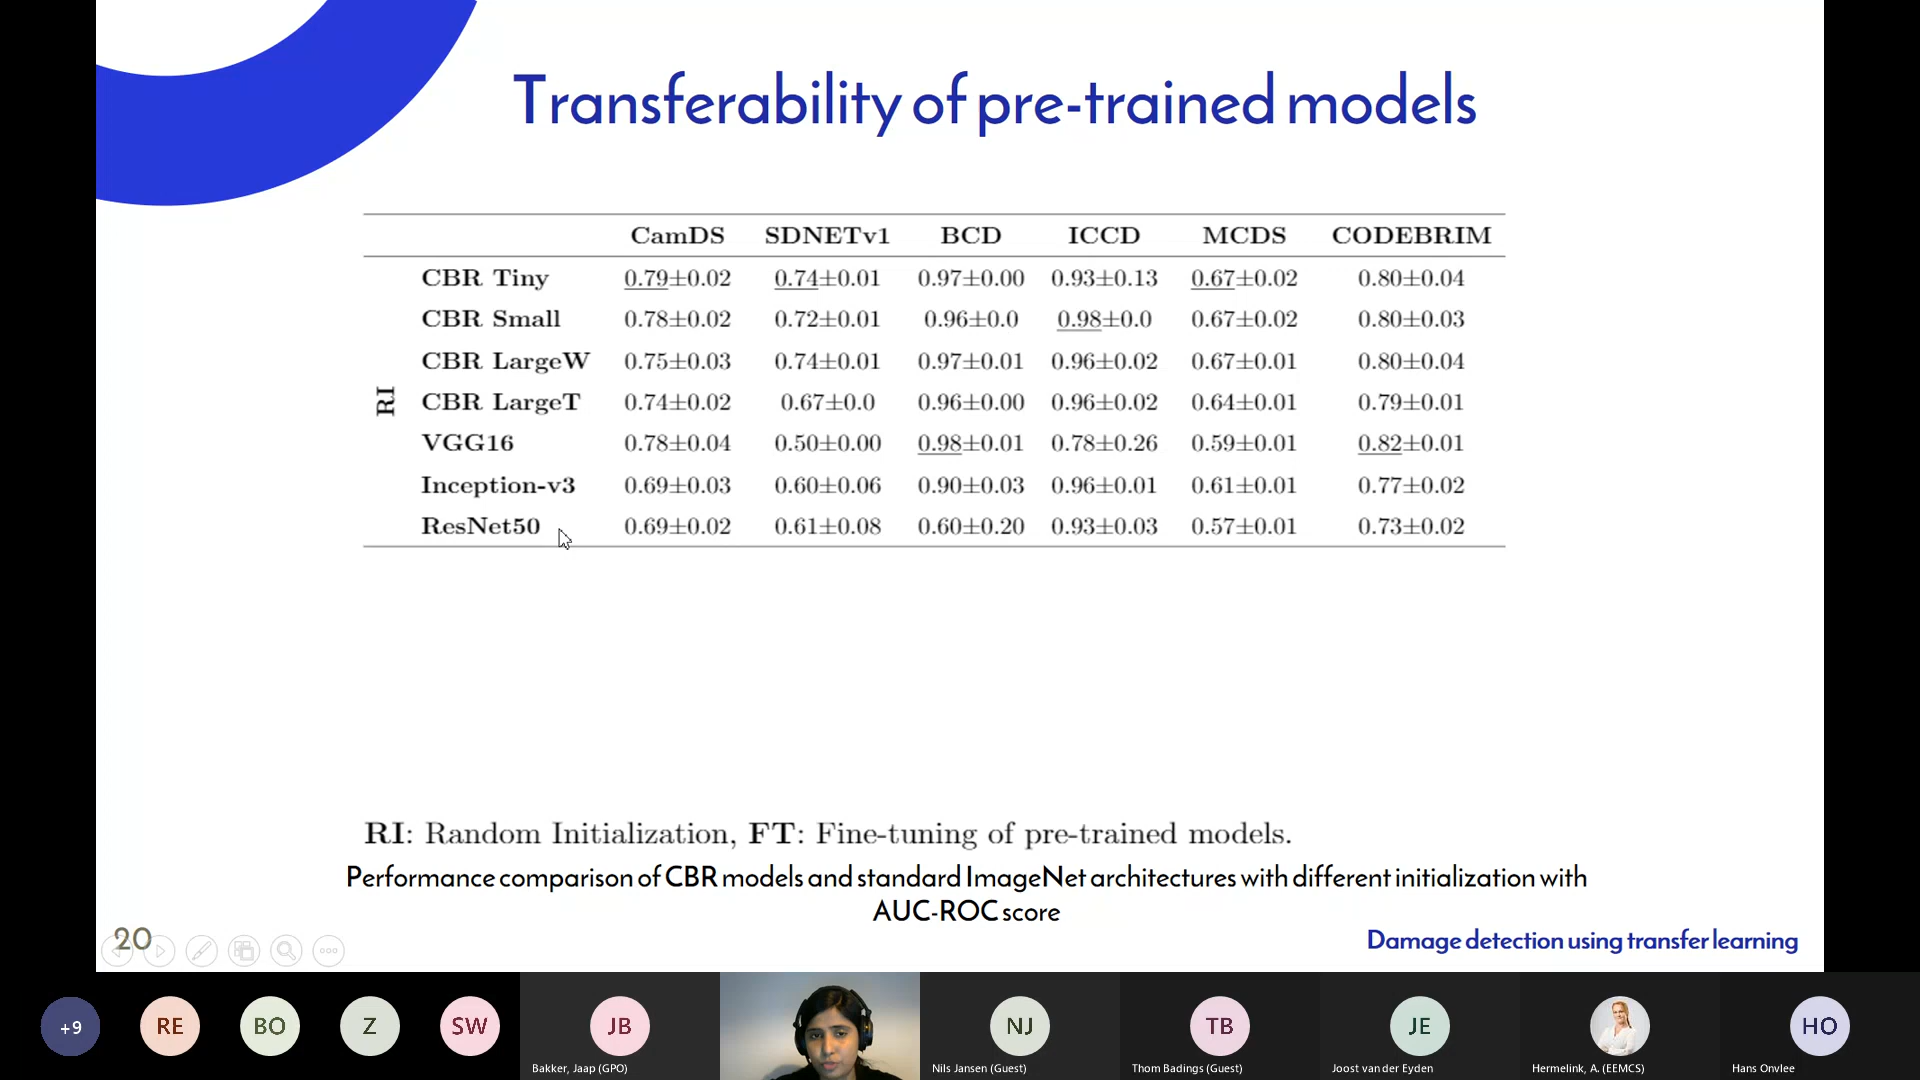 Transferability of pre-trained models
CamDS SDNETv1 BCD ICCD MCDS CODEBRIM
RI
CBR Tiny 0.79±0.02 0.74±0.01 0.97±0.00 0.93±0.13 0.67±0.02 0.80±0.04
CBR Small 0.78±0.02 0.72±0.01 0.96±0.0 0.98±0.0 0.67±0.02 0.80±0.03
CBR LargeW 0.75±0.03 0.74±0.01 0.97±0.01 0.96±0.02 0.67±0.01 0.80±0.04
CBR LargeT 0.74±0.02 0.67±0.0 0.96±0.00 0.96±0.02 0.64±0.01 0.79±0.01
VGG16 0.78±0.04 0.50±0.00 0.98±0.01 0.78±0.26 0.59±0.01 0.82±0.01
Inception-v3 0.69±0.03 0.60±0.06 0.90±0.03 0.96±0.01 0.61±0.01 0.77±0.02
ResNet50 0.69±0.02 0.61±0.08 0.60±0.20 0.93±0.03 0.57±0.01 0.73±0.02
RI: Random Initialization, FT: Fine-tuning of pre-trained models.
Performance comparison of CBR models and standard ImageNet architectures with different initialization with
AUC-ROC score
20
Damage detection using transfer learning
+9 RE BO Z SW JB NJ TB JE HO
Bakker, Jaap (GPO) Nils Jansen (Guest) Thom Badings (Guest) Joost van der Eyden Hermelink, A. (EEMCS) Hans Onvlee